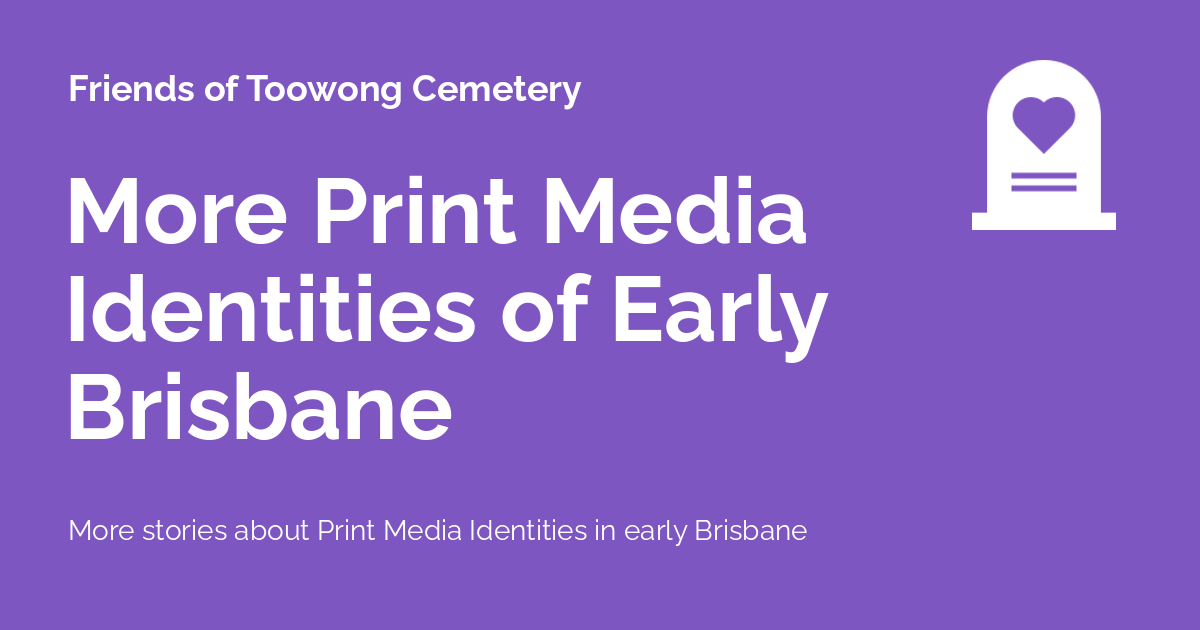 Friends of Toowong Cemetery
More Print Media
Identities of Early
Brisbane
More stories about Print Media Identities in early Brisbane